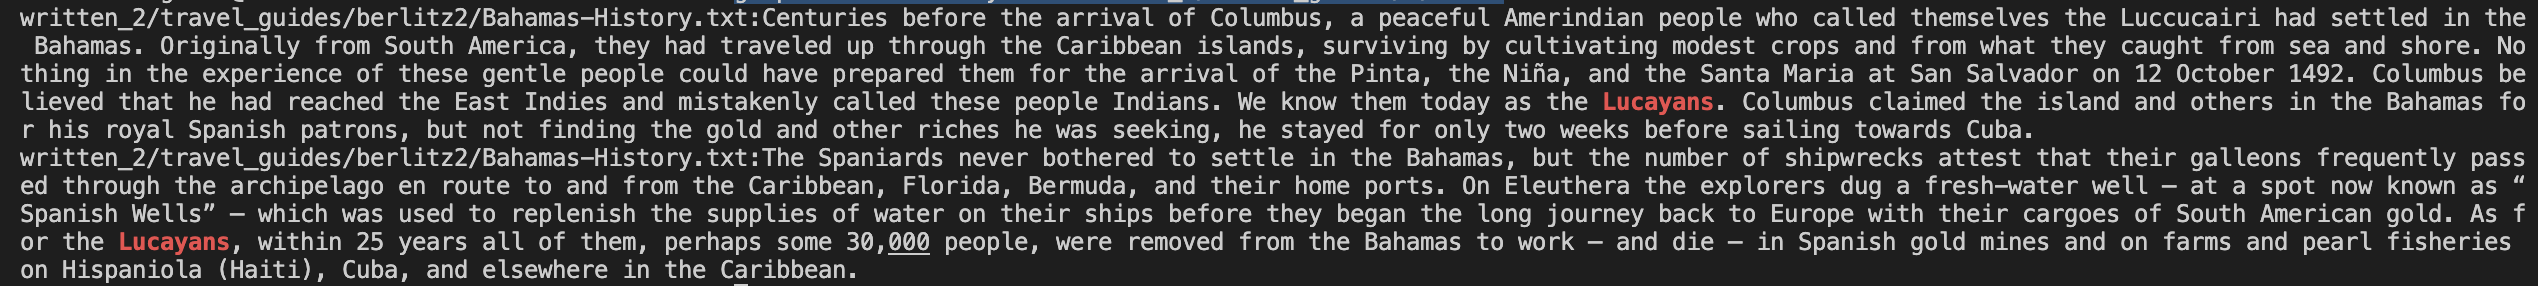 written_2/travel_guides/berlitz2/Bahamas-History.txt:Centuries before the arrival of Columbus, a peaceful Amerindian people who called themselves the Luccucairi had settled in the
 Bahamas. Originally from South America, they had traveled up through the Caribbean islands, surviving by cultivating modest crops and from what they caught from sea and shore. No
thing in the experience of these gentle people could have prepared them for the arrival of the Pinta, the Niña, and the Santa Maria at San Salvador on 12 October 1492. Columbus be
lieved that he had reached the East Indies and mistakenly called these people Indians. We know them today as the Lucayans. Columbus claimed the island and others in the Bahamas fo
r his royal Spanish patrons, but not finding the gold and other riches he was seeking, he stayed for only two weeks before sailing towards Cuba.
written_2/travel_guides/berlitz2/Bahamas-History.txt:The Spaniards never bothered to settle in the Bahamas, but the number of shipwrecks attest that their galleons frequently pass
ed through the archipelago en route to and from the Caribbean, Florida, Bermuda, and their home ports. On Eleuthera the explorers dug a fresh-water well — at a spot now known as “
Spanish Wells” — which was used to replenish the supplies of water on their ships before they began the long journey back to Europe with their cargoes of South American gold. As f
or the Lucayans, within 25 years all of them, perhaps some 30,000 people, were removed from the Bahamas to work — and die — in Spanish gold mines and on farms and pearl fisheries
on Hispaniola (Haiti), Cuba, and elsewhere in the Caribbean.